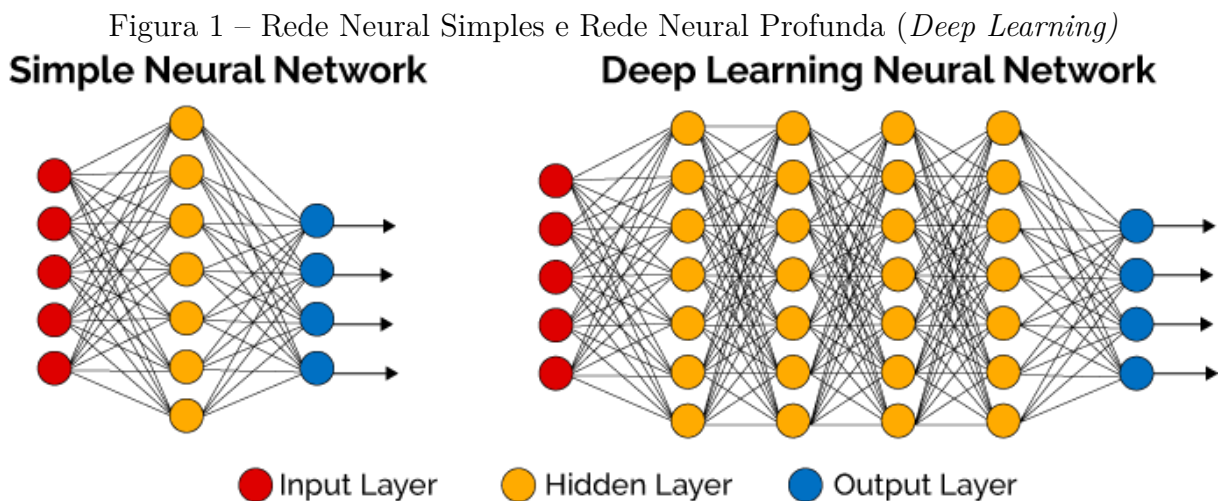 Figura 1 – Rede Neural Simples e Rede Neural Profunda (Deep Learning)
Simple Neural Network
Deep Learning Neural Network
Input Layer
Hidden Layer
Output Layer